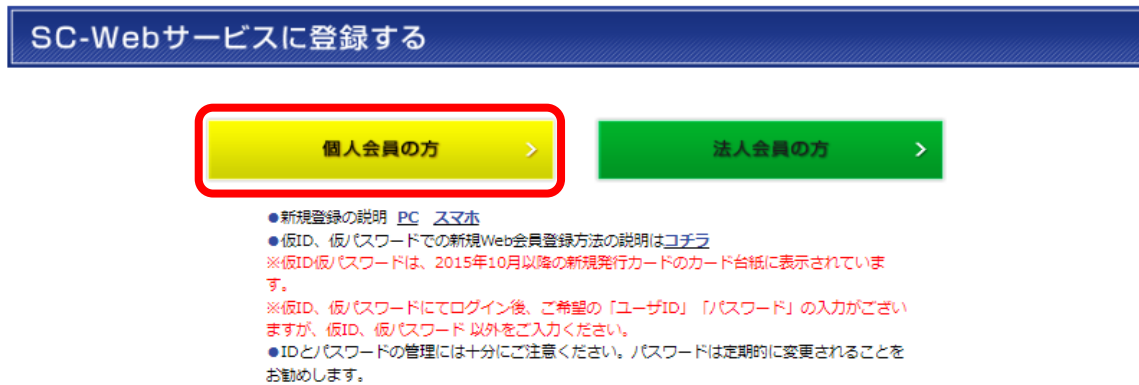 SC-Webサービスに登録する
個人会員の方
法人会員の方
●新規登録の説明 PC スマホ
●仮ID、仮パスワードでの新規Web会員登録方法の説明はコチラ
※仮ID仮パスワードは、2015年10月以降の新規発行カードのカード台紙に表示されていま
す。
※仮ID、仮パスワードにてログイン後、ご希望の「ユーザID」「パスワード」の入力がござい
ますが、仮ID、仮パスワード 以外をご入力ください。
●IDとパスワードの管理には十分にご注意ください。パスワードは定期的に変更されることを
お勧めします。